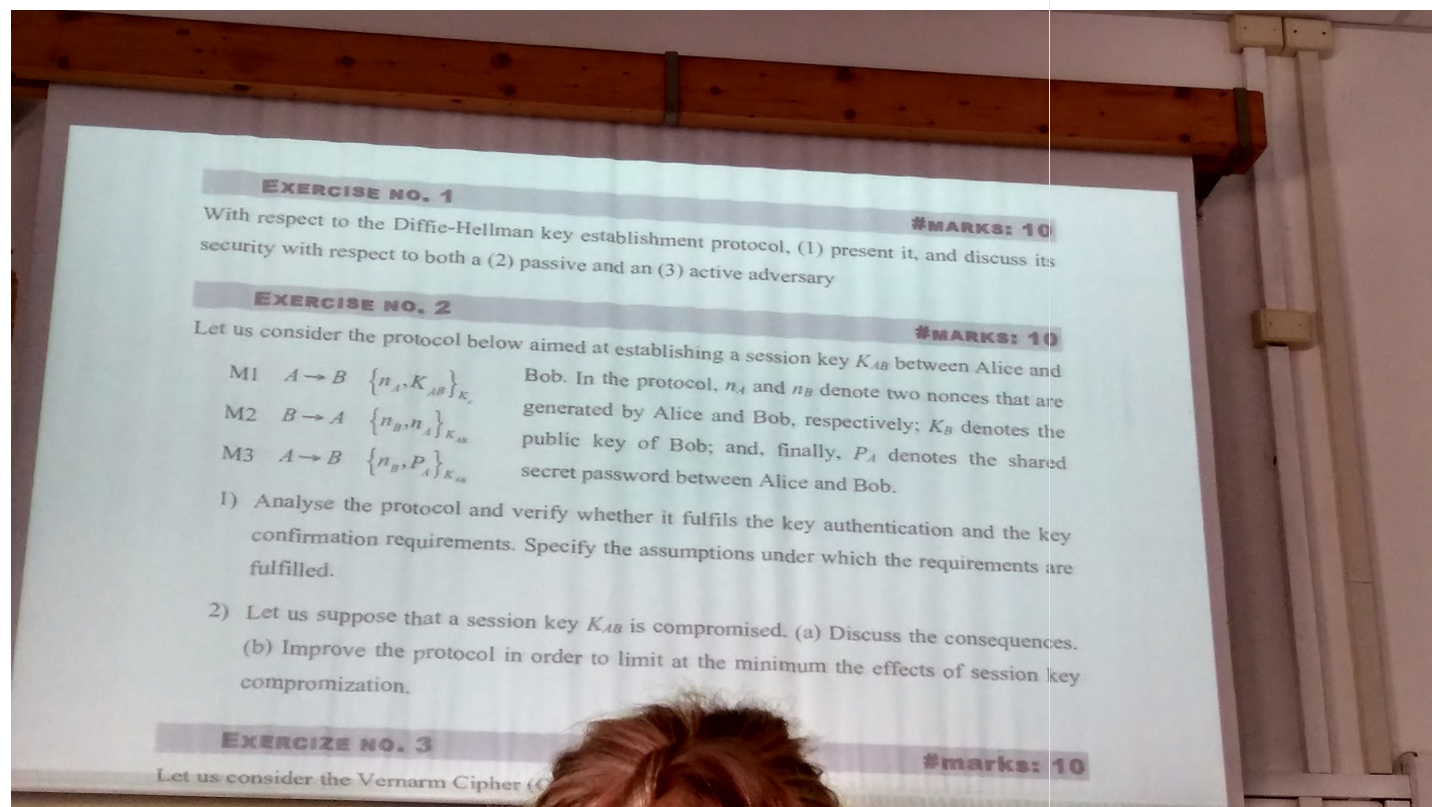 EXERCISE NO. 1
#MARKS: 10
With respect to the Diffie-Hellman key establishment protocol, (1) present it, and discuss its
security with respect to both a (2) passive and an (3) active adversary
EXERCISE NO. 2
#MARKS: 10
Let us consider the protocol below aimed at establishing a session key K_AB between Alice and
M1 A → B {n_A, K_AB}_K
Bob. In the protocol, n_A and n_B denote two nonces that are
generated by Alice and Bob, respectively; K_B denotes the
M2 B → A {n_B, n_A}_K_AB
public key of Bob; and, finally, P_A denotes the shared
M3 A → B {n_B, P_A}_K_AB
secret password between Alice and Bob.
1) Analyse the protocol and verify whether it fulfils the key authentication and the key
confirmation requirements. Specify the assumptions under which the requirements are
fulfilled.
2) Let us suppose that a session key K_AB is compromised. (a) Discuss the consequences.
(b) Improve the protocol in order to limit at the minimum the effects of session key
compromization.
EXERCIZE NO. 3
#marks: 10
Let us consider the Vernarm Cipher (